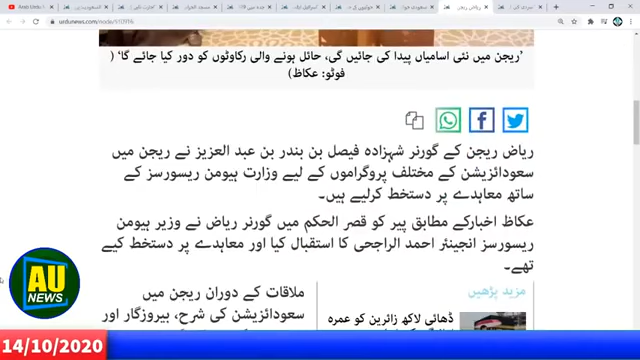 urdunews.com/node/510916
’ریجن میں نئی اسامیاں پیدا کی جائیں گی، حائل ہونے والی رکاوٹوں کو دور کیا جائے گا‘ (
فوٹو: عکاظ)
ریاض ریجن کے گورنر شہزادہ فیصل بن بندر بن عبد العزیز نے ریجن میں
سعودائزیشن کے مختلف پروگراموں کے لیے وزارت ہیومن ریسورسز کے
ساتھ معاہدے پر دستخط کرلیے ہیں۔
عکاظ اخبارکے مطابق پیر کو قصر الحکم میں گورنر ریاض نے وزیر ہیومن
ریسورسز انجینئر احمد الراجحی کا استقبال کیا اور معاہدے پر دستخط کیے
تھے۔
ملاقات کے دوران ریجن میں
سعودائزیشن کی شرح، بیروزگار اور
مزید پڑھیں
ڈھائی لاکھ زائرین کو عمرہ
AU
NEWS
14/10/2020